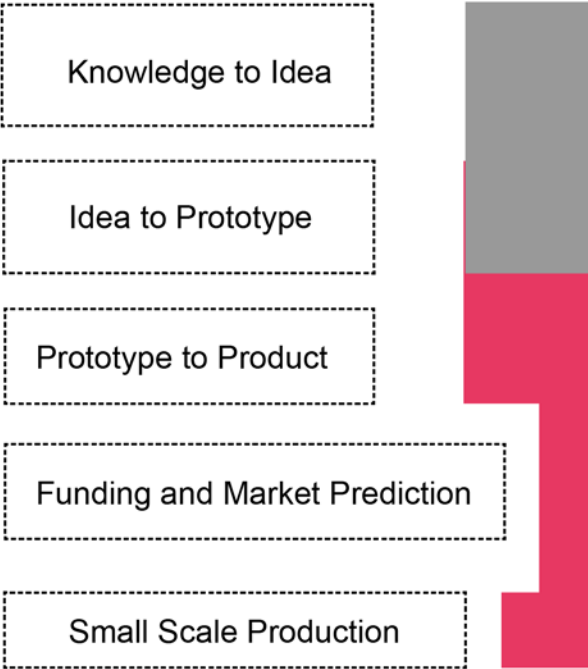 Knowledge to Idea
Idea to Prototype
Prototype to Product
Funding and Market Prediction
Small Scale Production